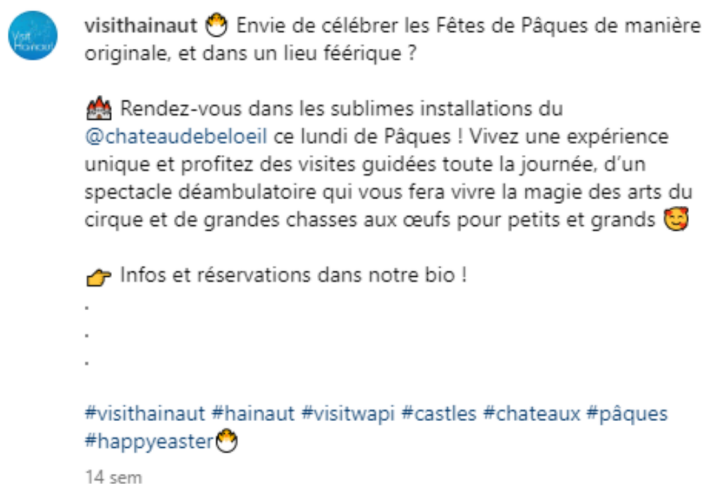 Visit
Hainaut
visithainaut 🐣 Envie de célébrer les Fêtes de Pâques de manière
originale, et dans un lieu féérique ?
🏰 Rendez-vous dans les sublimes installations du
@chateaudebeloeil ce lundi de Pâques ! Vivez une expérience
unique et profitez des visites guidées toute la journée, d'un
spectacle déambulatoire qui vous fera vivre la magie des arts du
cirque et de grandes chasses aux œufs pour petits et grands 🥰
👉 Infos et réservations dans notre bio !
.
.
.
#visithainaut #hainaut #visitwapi #castles #chateaux #pâques
#happyeaster🐣
14 sem